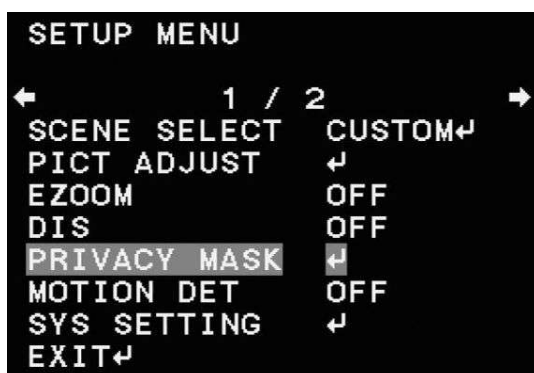 SETUP MENU
← 1 / 2 →
SCENE SELECT CUSTOM↵
PICT ADJUST ↵
EZOOM OFF
DIS OFF
PRIVACY MASK ↵
MOTION DET OFF
SYS SETTING ↵
EXIT↵